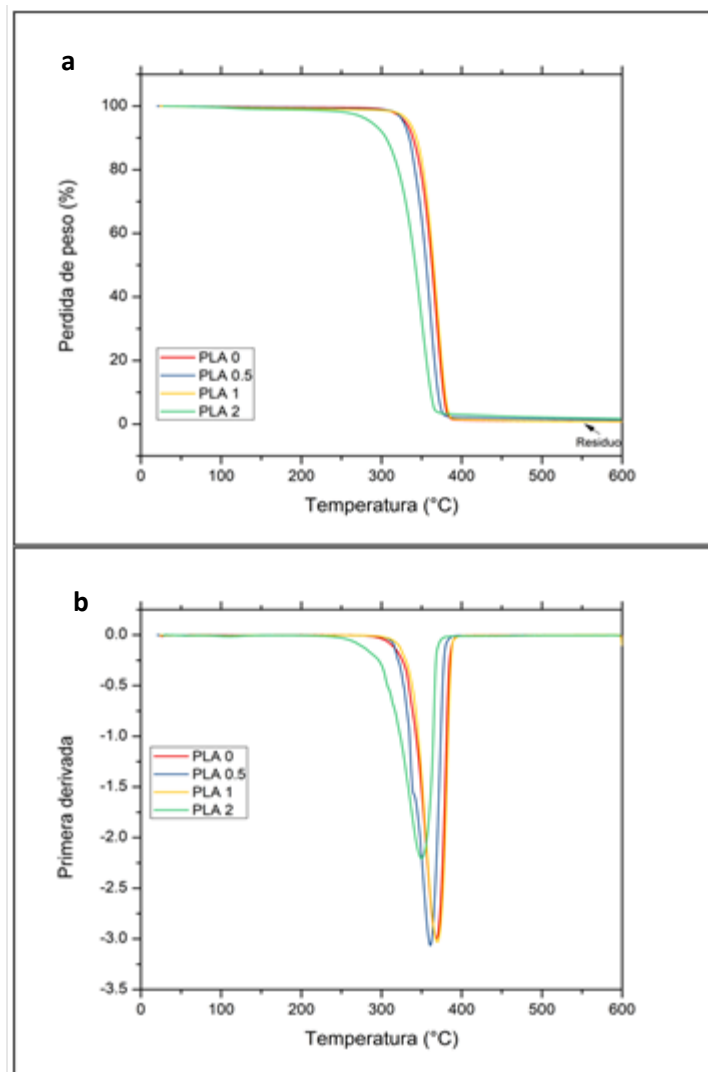 a
Perdida de peso (%)
100
80
60
40
20
0
PLA 0
PLA 0.5
PLA 1
PLA 2
Residuo
0 100 200 300 400 500 600
Temperatura (°C)
b
Primera derivada
0.0
-0.5
-1.0
-1.5
-2.0
-2.5
-3.0
-3.5
PLA 0
PLA 0.5
PLA 1
PLA 2
0 100 200 300 400 500 600
Temperatura (°C)